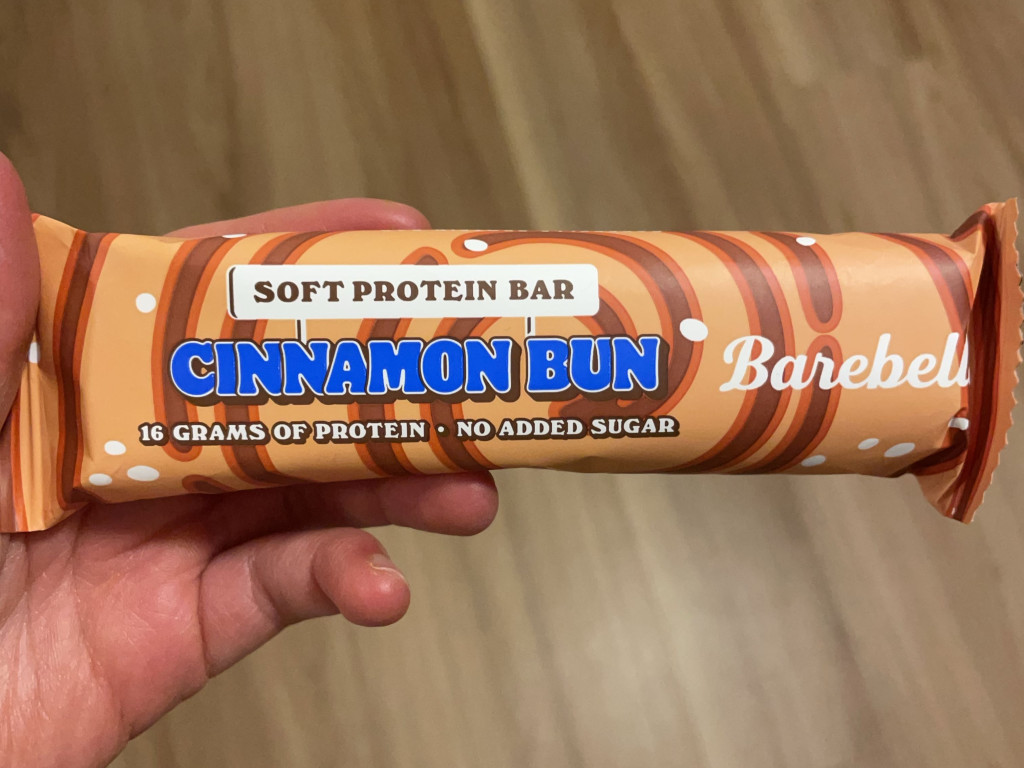 SOFT PROTEIN BAR
CINNAMON BUN
16 GRAMS OF PROTEIN • NO ADDED SUGAR
Barebell